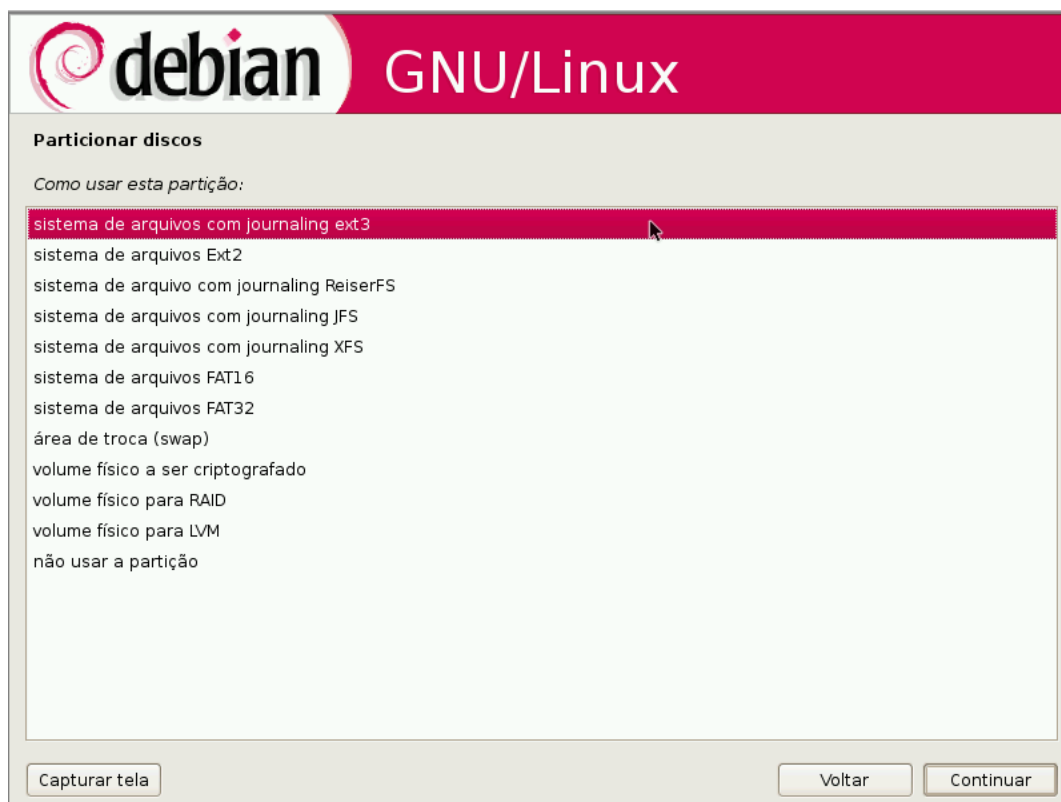 debian GNU/Linux
Particionar discos
Como usar esta partição:
sistema de arquivos com journaling ext3
sistema de arquivos Ext2
sistema de arquivo com journaling ReiserFS
sistema de arquivos com journaling JFS
sistema de arquivos com journaling XFS
sistema de arquivos FAT16
sistema de arquivos FAT32
área de troca (swap)
volume físico a ser criptografado
volume físico para RAID
volume físico para LVM
não usar a partição
Capturar tela Voltar Continuar